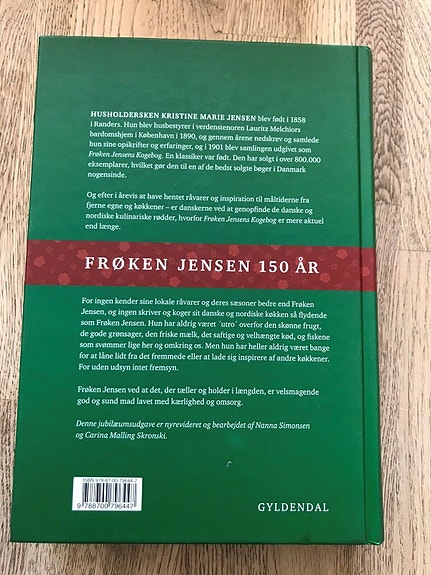 HUSHOLDERSKEN KRISTINE MARIE JENSEN blev født i 1858
i Randers. Hun blev husbestyrer i verdenstenoren Lauritz Melchiors
bardomshjem i København i 1890, og gennem årene nedskrev og samlede
hun sine opskrifter og erfaringer, og i 1901 blev samlingen udgivet som
Frøken Jensens Kogebog. En klassiker var født. Den har solgt i over 800.000
eksemplarer, hvilket gør den til en af de bedst solgte bøger i Danmark
nogensinde.
Og efter i årevis at have hentet råvarer og inspiration til måltiderne fra
fjerne egne og køkkener – er danskerne ved at genopfinde de danske og
nordiske kulinariske rødder, hvorfor Frøken Jensens Kogebog er mere aktuel
end længe.
FRØKEN JENSEN 150 ÅR
For ingen kender sine lokale råvarer og deres sæsoner bedre end Frøken
Jensen, og ingen skriver og koger sit danske og nordiske køkken så flydende
som Frøken Jensen. Hun har aldrig været ´utro´ overfor den skønne frugt,
de gode grønsager, den friske mælk, det saftige og velhængte kød, og fiskene
som svømmer lige her og omkring os. Men hun har heller aldrig været bange
for at låne lidt fra det fremmede eller at lade sig inspirere af andre køkkener.
For uden udsyn intet fremsyn.
Frøken Jensen ved at det, der tæller og holder i længden, er velsmagende
god og sund mad lavet med kærlighed og omsorg.
Denne jubilæumsudgave er nyrevideret og bearbejdet af Nanna Simonsen
og Carina Malling Skronski.
ISBN 978-87-00-79644-7
9 788700 796447
GYLDENDAL